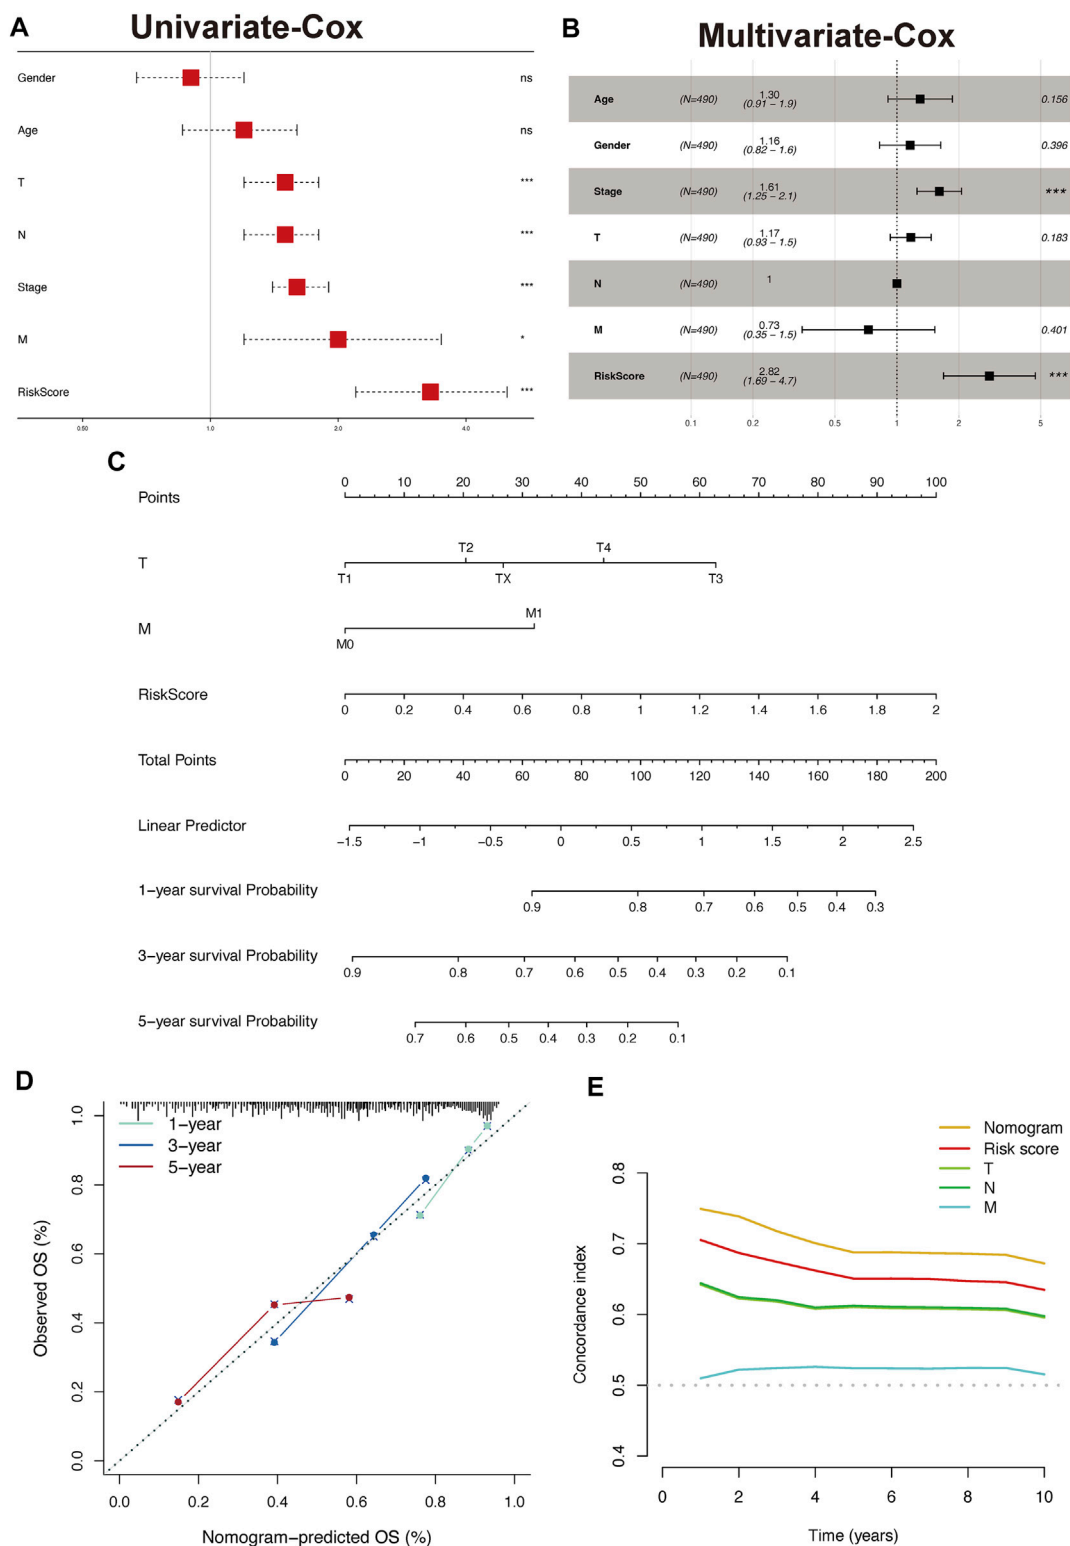 A
Univariate-Cox
Gender ns
Age ns
T ***
N ***
Stage ***
M *
RiskScore ***
0.50 1.0 2.0 4.0
B
Multivariate-Cox
Age (N=490) 1.30 (0.91 − 1.9) 0.156
Gender (N=490) 1.16 (0.82 − 1.6) 0.396
Stage (N=490) 1.61 (1.25 − 2.1) ***
T (N=490) 1.17 (0.93 − 1.5) 0.183
N (N=490) 1
M (N=490) 0.73 (0.35 − 1.5) 0.401
RiskScore (N=490) 2.82 (1.69 − 4.7) ***
0.1 0.2 0.5 1 2 5
C
Points 0 10 20 30 40 50 60 70 80 90 100
T T1 T2 TX T4 T3
M M0 M1
RiskScore 0 0.2 0.4 0.6 0.8 1 1.2 1.4 1.6 1.8 2
Total Points 0 20 40 60 80 100 120 140 160 180 200
Linear Predictor −1.5 −1 −0.5 0 0.5 1 1.5 2 2.5
1−year survival Probability 0.9 0.8 0.7 0.6 0.5 0.4 0.3
3−year survival Probability 0.9 0.8 0.7 0.6 0.5 0.4 0.3 0.2 0.1
5−year survival Probability 0.7 0.6 0.5 0.4 0.3 0.2 0.1
D
1−year
3−year
5−year
Observed OS (%)
1.0
0.8
0.6
0.4
0.2
0.0
0.0 0.2 0.4 0.6 0.8 1.0
Nomogram−predicted OS (%)
E
Nomogram
Risk score
T
N
M
Concordance index
0.8
0.7
0.6
0.5
0.4
0 2 4 6 8 10
Time (years)